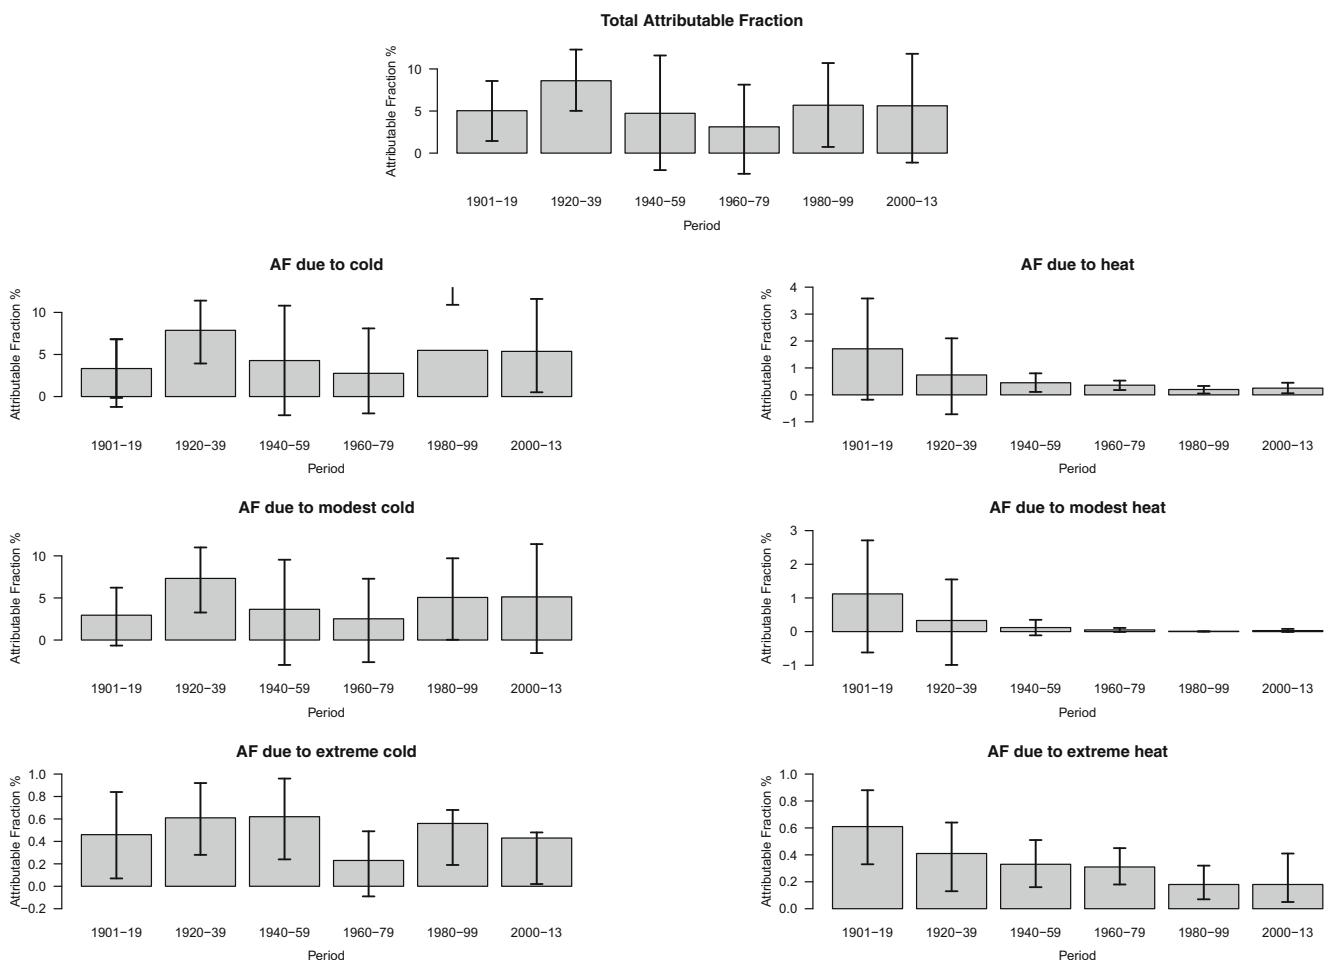 Total Attributable Fraction
Attributable Fraction %
10
5
0
1901−19 1920−39 1940−59 1960−79 1980−99 2000−13
Period
AF due to cold
Attributable Fraction %
10
5
0
1901−19 1920−39 1940−59 1960−79 1980−99 2000−13
Period
AF due to heat
Attributable Fraction %
4
3
2
1
0
−1
1901−19 1920−39 1940−59 1960−79 1980−99 2000−13
Period
AF due to modest cold
Attributable Fraction %
10
5
0
1901−19 1920−39 1940−59 1960−79 1980−99 2000−13
Period
AF due to modest heat
Attributable Fraction %
3
2
1
0
−1
1901−19 1920−39 1940−59 1960−79 1980−99 2000−13
Period
AF due to extreme cold
Attributable Fraction %
1.0
0.8
0.6
0.4
0.2
0.0
−0.2
1901−19 1920−39 1940−59 1960−79 1980−99 2000−13
Period
AF due to extreme heat
Attributable Fraction %
1.0
0.8
0.6
0.4
0.2
0.0
1901−19 1920−39 1940−59 1960−79 1980−99 2000−13
Period